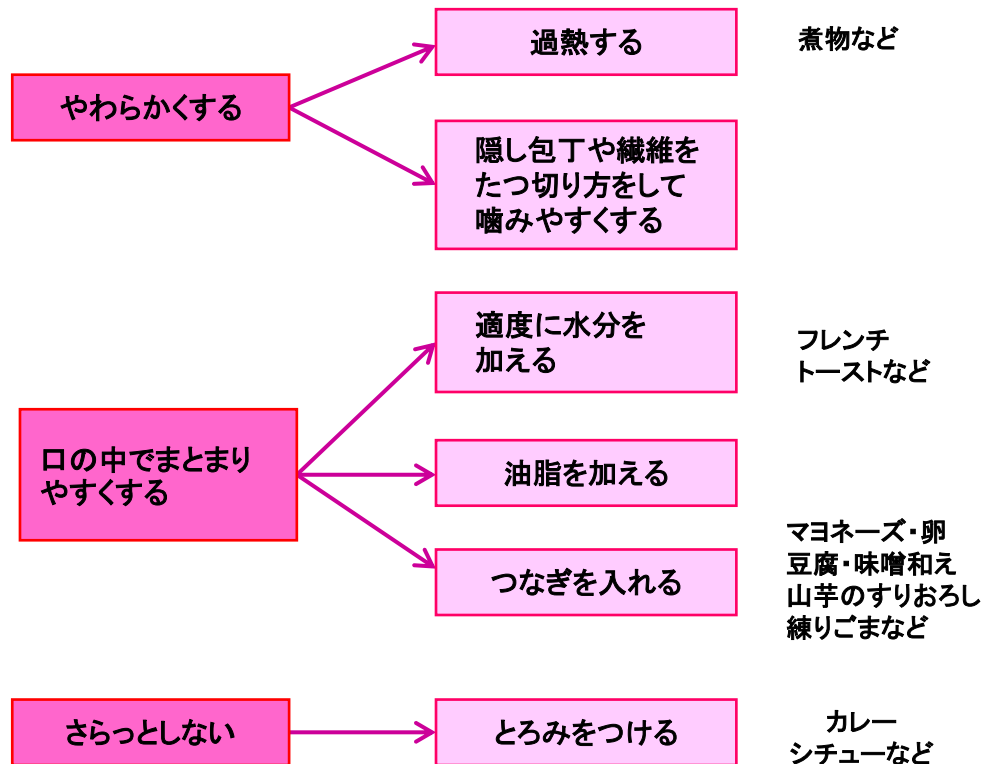 過熱する
煮物など
やわらかくする
隠し包丁や繊維を
たつ切り方をして
噛みやすくする
適度に水分を
加える
フレンチ
トーストなど
口の中でまとまり
やすくする
油脂を加える
つなぎを入れる
マヨネーズ・卵
豆腐・味噌和え
山芋のすりおろし
練りごまなど
さらっとしない
とろみをつける
カレー
シチューなど